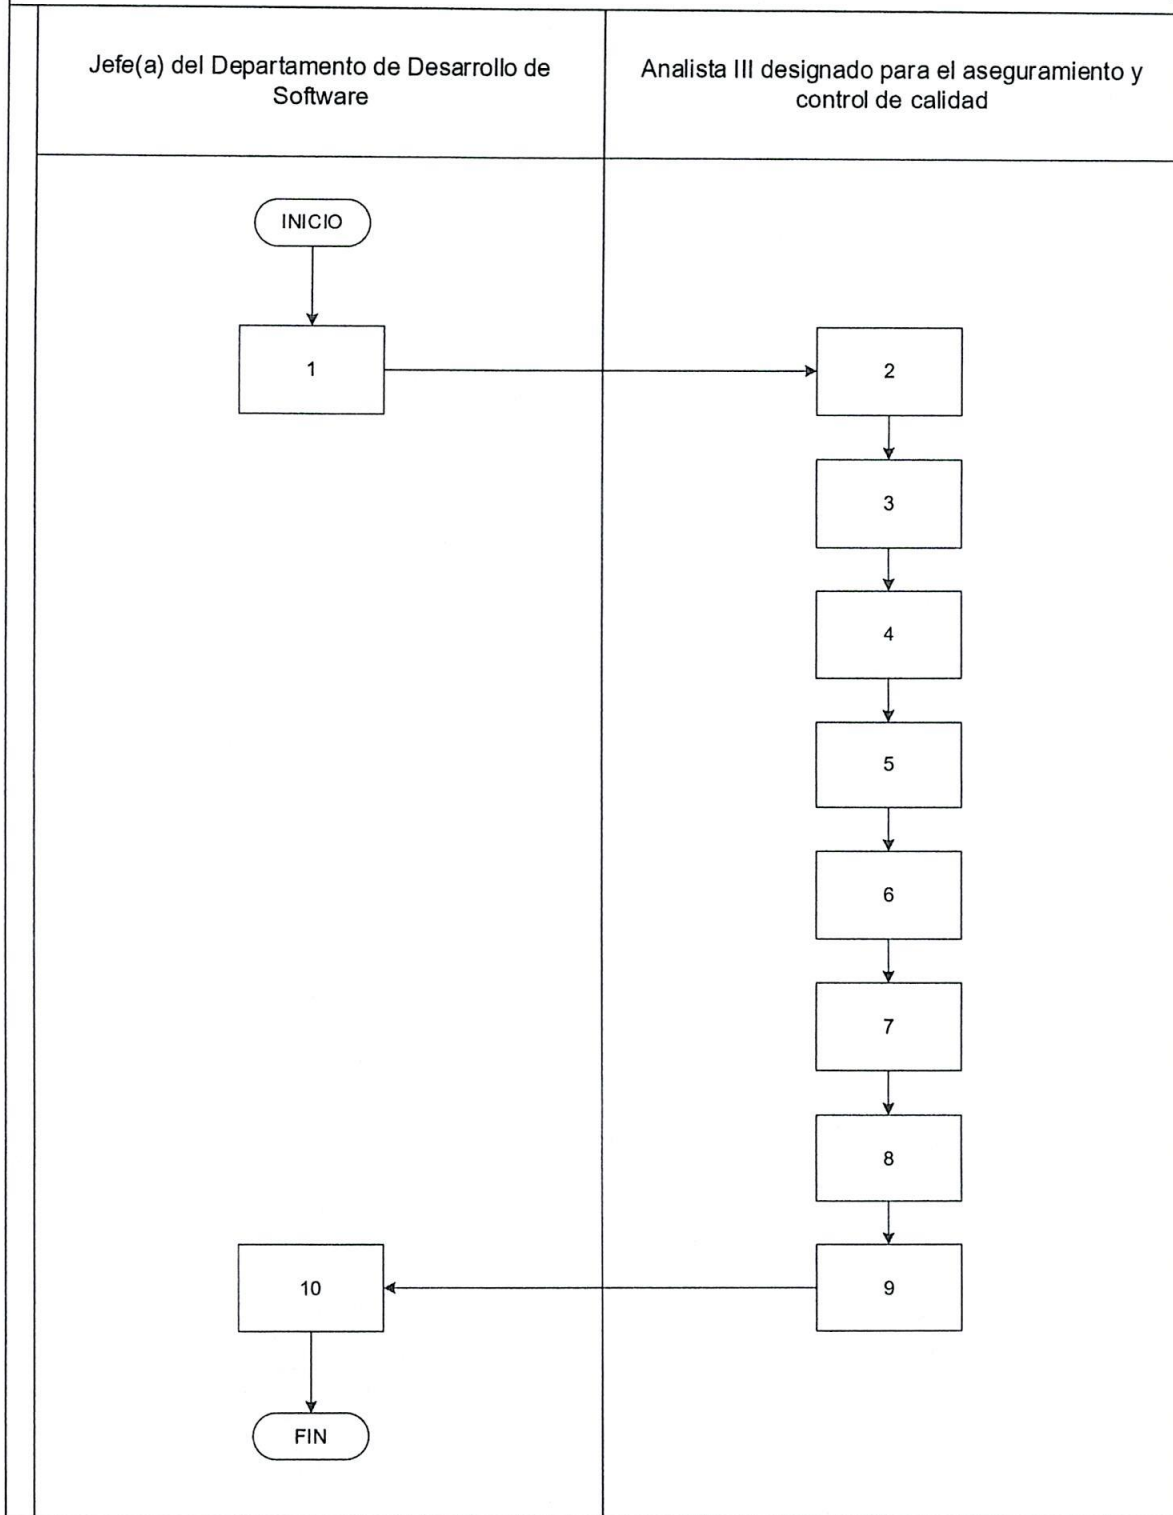 Jefe(a) del Departamento de Desarrollo de
Software
Analista III designado para el aseguramiento y
control de calidad
INICIO
1
2
3
4
5
6
7
8
10
9
FIN